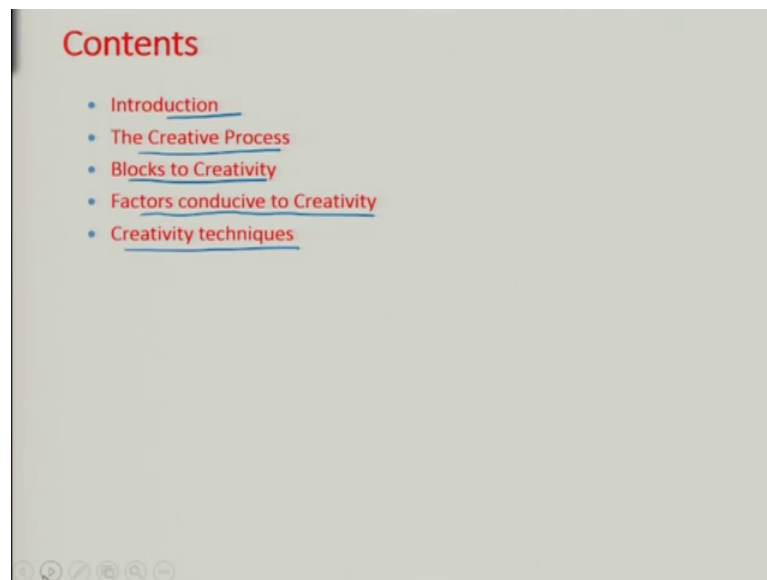 Contents
Introduction
The Creative Process
Blocks to Creativity
Factors conducive to Creativity
Creativity techniques